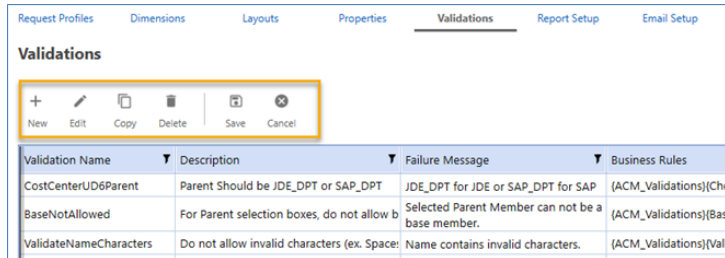 Request Profiles Dimensions Layouts Properties Validations Report Setup Email Setup
Validations
New Edit Copy Delete Save Cancel
Validation Name Description Failure Message Business Rules
CostCenterUD6Parent Parent Should be JDE_DPT or SAP_DPT JDE_DPT for JDE or SAP_DPT for SAP {ACM_Validations}{Che
BaseNotAllowed For Parent selection boxes, do not allow b Selected Parent Member can not be a {ACM_Validations}{Bas
base member.
ValidateNameCharacters Do not allow invalid characters (ex. Space Name contains invalid characters. {ACM_Validations}{Val